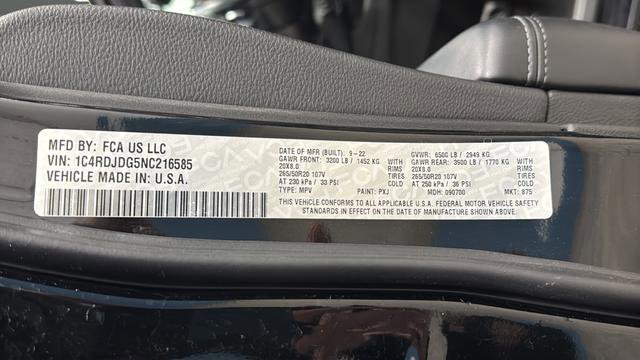 MFD BY: FCA US LLC
VIN: 1C4RDJDG5NC216585
VEHICLE MADE IN: U.S.A.
DATE OF MFR (BUILT): 9-22 GVWR: 6500 LB / 2949 KG
GAWR FRONT: 3200 LB / 1452 KG WITH GAWR REAR: 3900 LB / 1770 KG WITH
20X8.0 RIMS 20X8.0 RIMS
265/50R20 107V TIRES 265/50R20 107V TIRES
AT 230 kPa / 33 PSI COLD AT 250 kPa / 36 PSI COLD
TYPE: MPV PAINT: PXJ MDH: 090700 MKT: 875
THIS VEHICLE CONFORMS TO ALL APPLICABLE U.S.A. FEDERAL MOTOR VEHICLE SAFETY
STANDARDS IN EFFECT ON THE DATE OF MANUFACTURE SHOWN ABOVE.